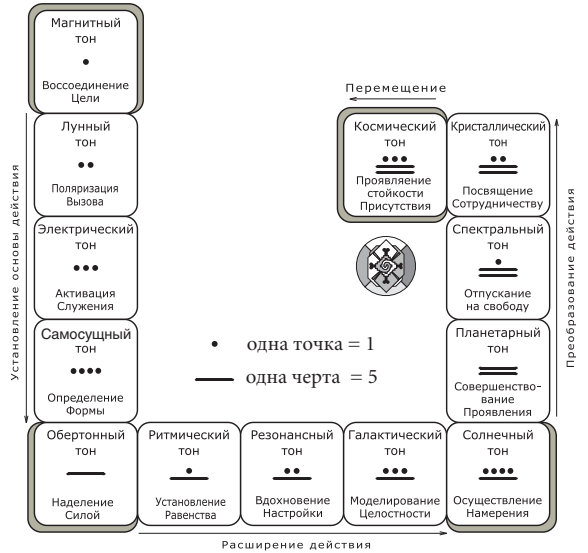 Магнитный
тон
Воссоединение
Цели
Лунный
тон
Поляризация
Вызова
Электрический
тон
Активация
Служения
Самосущный
тон
Определение
Формы
Обертонный
тон
Наделение
Силой
Ритмический
тон
Установление
Равенства
Резонансный
тон
Вдохновение
Настройки
Галактический
тон
Моделирование
Целостности
Солнечный
тон
Осуществление
Намерения
Планетарный
тон
Совершенство-
вание
Проявления
Спектральный
тон
Отпускание
на свободу
Кристаллический
тон
Посвящение
Сотрудничеству
Космический
тон
Проявляение
стойкости
Присутствия
Перемещение
Установление основы действия
Расширение действия
Преобразование действия
одна точка = 1
одна черта = 5